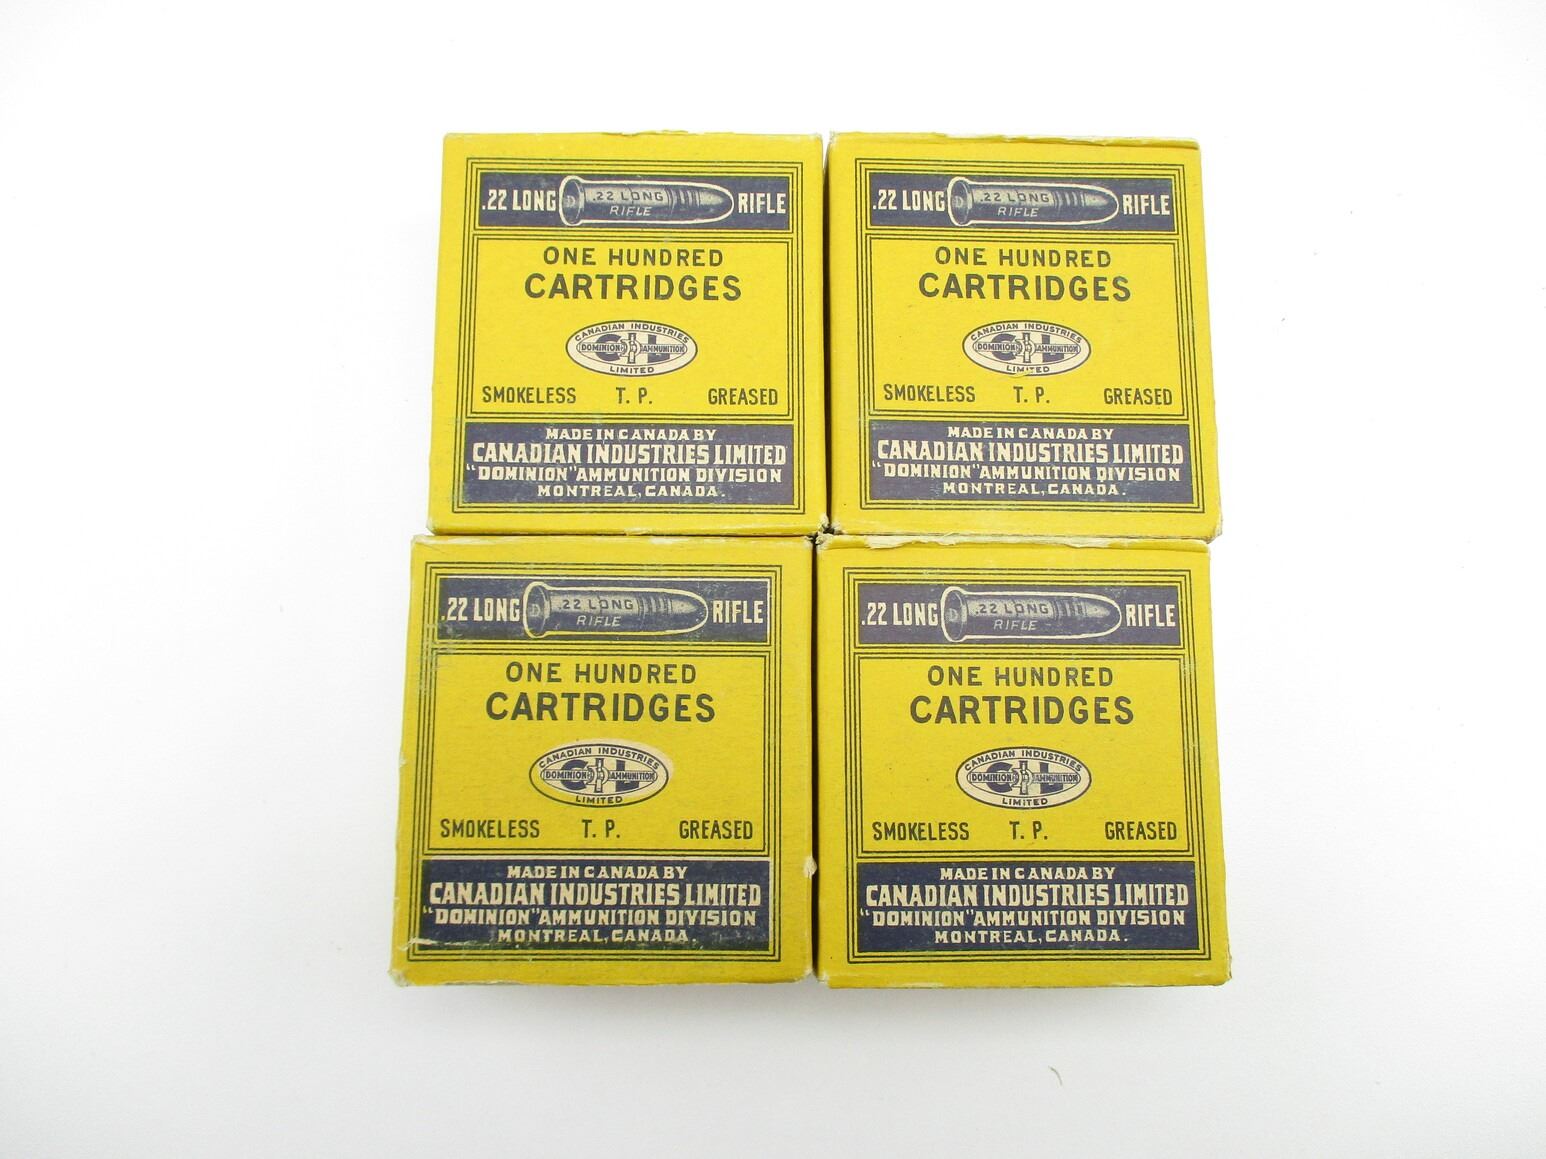 .22 LONG .22 LONG RIFLE RIFLE
ONE HUNDRED
CARTRIDGES
CANADIAN INDUSTRIES
DOMINION CIL AMMUNITION
LIMITED
SMOKELESS T. P. GREASED
MADE IN CANADA BY
CANADIAN INDUSTRIES LIMITED
"DOMINION" AMMUNITION DIVISION
MONTREAL, CANADA.
.22 LONG .22 LONG RIFLE RIFLE
ONE HUNDRED
CARTRIDGES
CANADIAN INDUSTRIES
DOMINION CIL AMMUNITION
LIMITED
SMOKELESS T. P. GREASED
MADE IN CANADA BY
CANADIAN INDUSTRIES LIMITED
"DOMINION" AMMUNITION DIVISION
MONTREAL, CANADA.
.22 LONG .22 LONG RIFLE RIFLE
ONE HUNDRED
CARTRIDGES
CANADIAN INDUSTRIES
DOMINION CIL AMMUNITION
LIMITED
SMOKELESS T. P. GREASED
MADE IN CANADA BY
CANADIAN INDUSTRIES LIMITED
"DOMINION" AMMUNITION DIVISION
MONTREAL, CANADA.
.22 LONG .22 LONG RIFLE RIFLE
ONE HUNDRED
CARTRIDGES
CANADIAN INDUSTRIES
DOMINION CIL AMMUNITION
LIMITED
SMOKELESS T. P. GREASED
MADE IN CANADA BY
CANADIAN INDUSTRIES LIMITED
"DOMINION" AMMUNITION DIVISION
MONTREAL, CANADA.